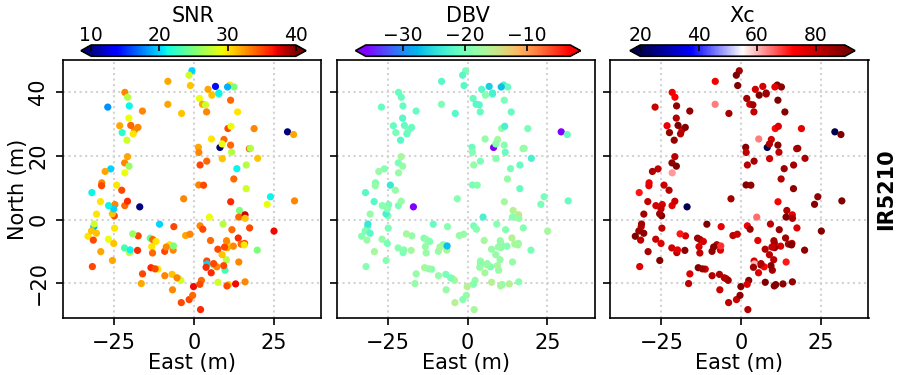 SNR DBV Xc
10 20 30 40 −30 −20 −10 20 40 60 80
40
20
0
−20
North (m)
IR5210
−25 0 25 −25 0 25 −25 0 25
East (m) East (m) East (m)